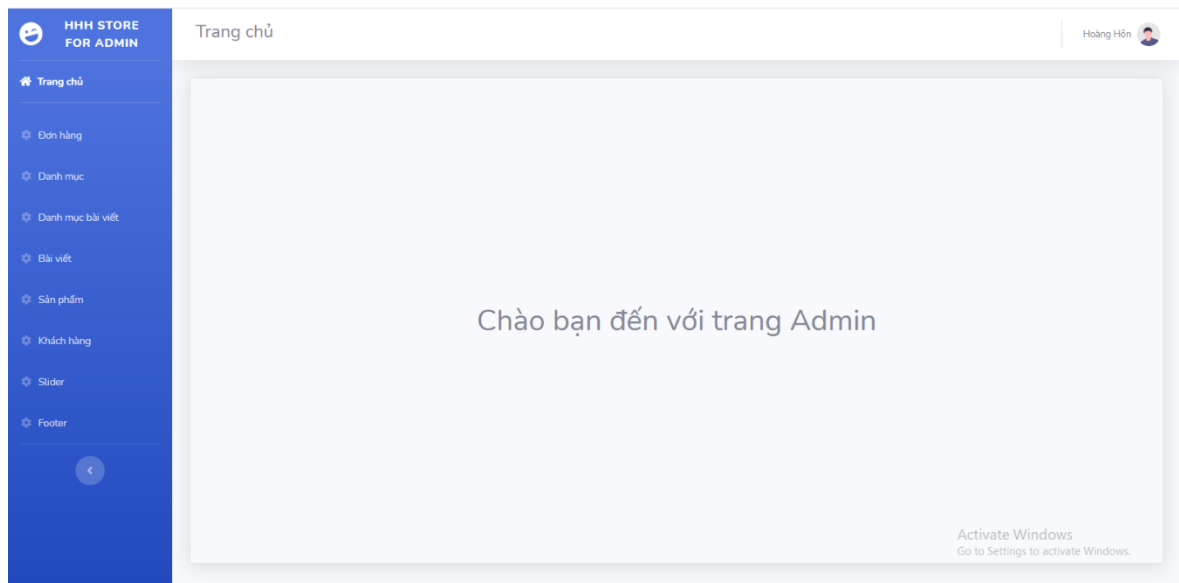 HHH STORE
FOR ADMIN
Trang chủ
Hoàng Hôn
Trang chủ
Đơn hàng
Danh mục
Danh mục bài viết
Bài viết
Sản phẩm
Khách hàng
Slider
Footer
Chào bạn đến với trang Admin
Activate Windows
Go to Settings to activate Windows.